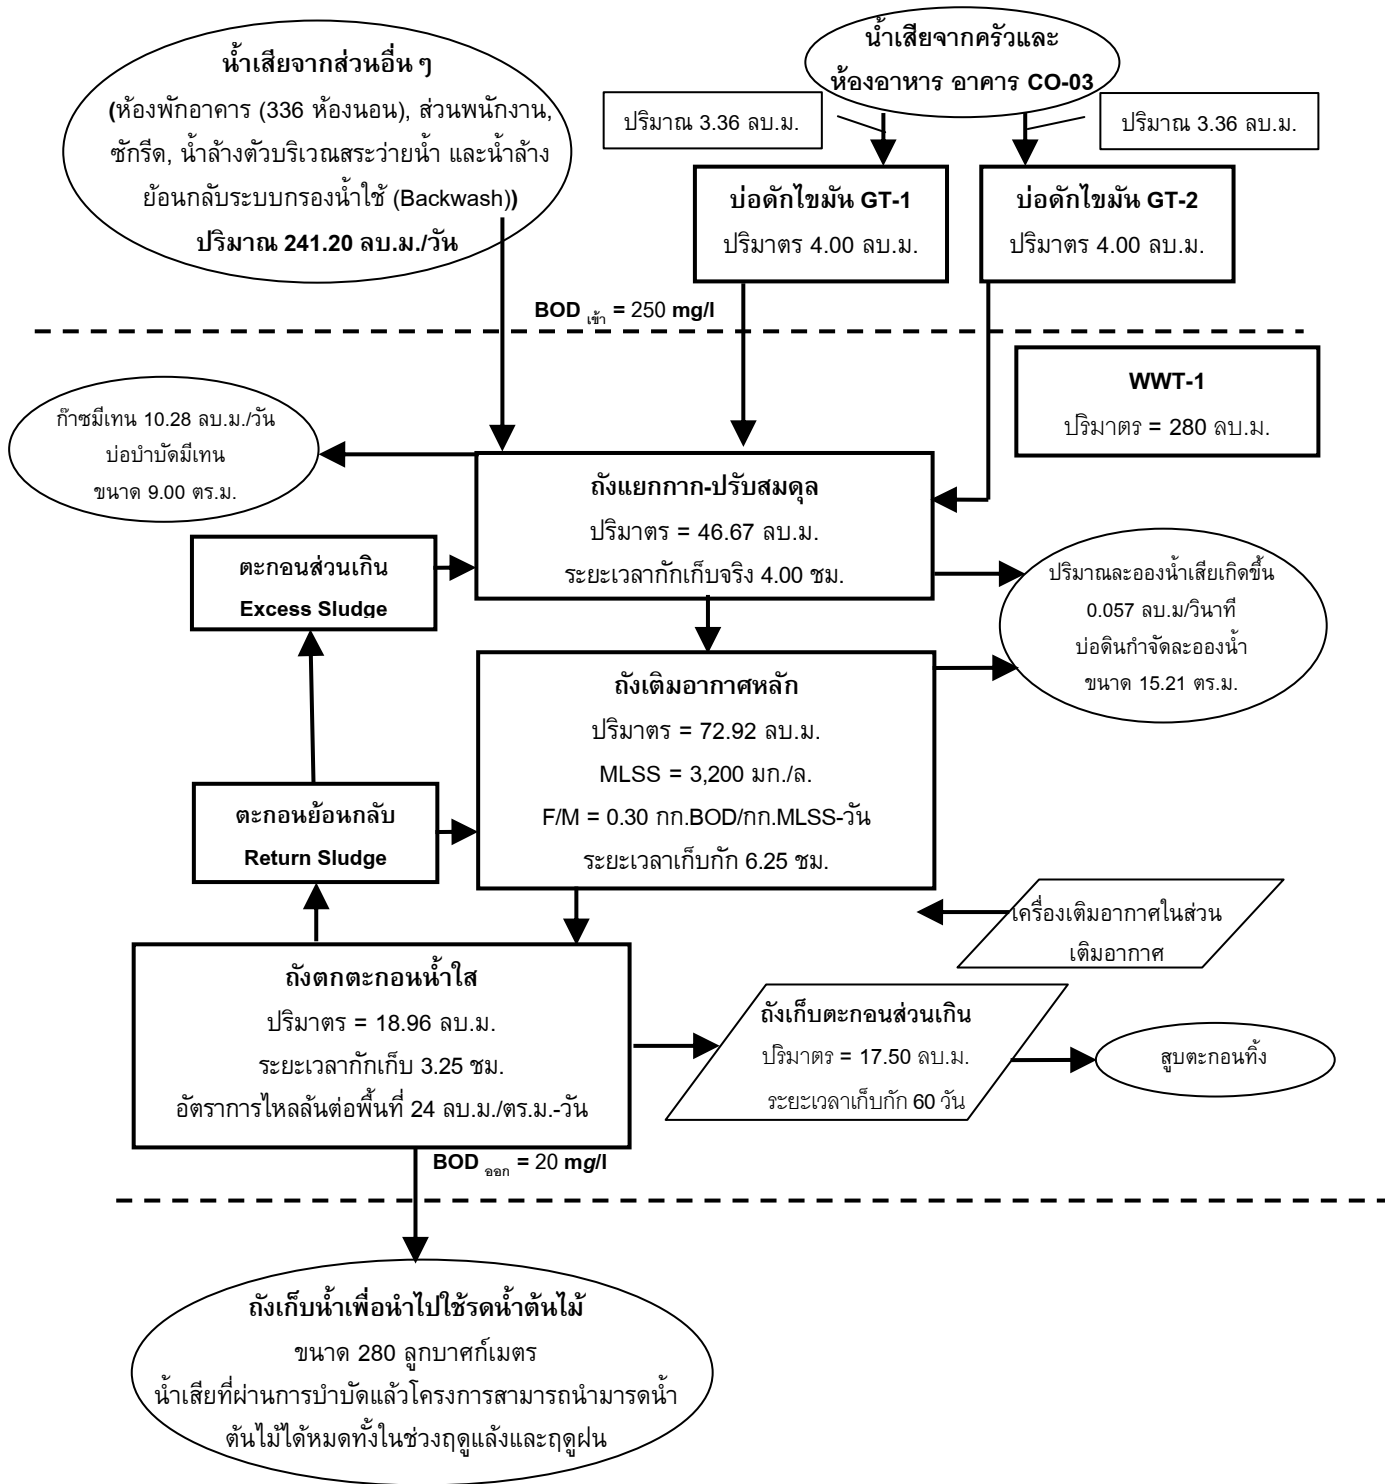 น้ำเสียจากส่วนอื่น ๆ
(ห้องพักอาคาร (336 ห้องนอน), ส่วนพนักงาน,
ซักรีด, น้ำล้างตัวบริเวณสระว่ายน้ำ และน้ำล้าง
ย้อนกลับระบบกรองน้ำใช้ (Backwash))
ปริมาณ 241.20 ลบ.ม./วัน
น้ำเสียจากครัวและ
ห้องอาหาร อาคาร CO-03
ปริมาณ 3.36 ลบ.ม.
ปริมาณ 3.36 ลบ.ม.
บ่อดักไขมัน GT-1
ปริมาตร 4.00 ลบ.ม.
บ่อดักไขมัน GT-2
ปริมาตร 4.00 ลบ.ม.
BOD เข้า = 250 mg/l
WWT-1
ปริมาตร = 280 ลบ.ม.
ก๊าซมีเทน 10.28 ลบ.ม./วัน
บ่อบำบัดมีเทน
ขนาด 9.00 ตร.ม.
ถังแยกกาก-ปรับสมดุล
ปริมาตร = 46.67 ลบ.ม.
ระยะเวลากักเก็บจริง 4.00 ชม.
ตะกอนส่วนเกิน
Excess Sludge
ปริมาณละอองน้ำเสียเกิดขึ้น
0.057 ลบ.ม/วินาที
บ่อดินกำจัดละอองน้ำ
ขนาด 15.21 ตร.ม.
ถังเติมอากาศหลัก
ปริมาตร = 72.92 ลบ.ม.
MLSS = 3,200 มก./ล.
F/M = 0.30 กก.BOD/กก.MLSS-วัน
ระยะเวลาเก็บกัก 6.25 ชม.
ตะกอนย้อนกลับ
Return Sludge
เครื่องเติมอากาศในส่วน
เติมอากาศ
ถังตกตะกอนน้ำใส
ปริมาตร = 18.96 ลบ.ม.
ระยะเวลากักเก็บ 3.25 ชม.
อัตราการไหลล้นต่อพื้นที่ 24 ลบ.ม./ตร.ม.-วัน
ถังเก็บตะกอนส่วนเกิน
ปริมาตร = 17.50 ลบ.ม.
ระยะเวลาเก็บกัก 60 วัน
สูบตะกอนทิ้ง
BOD ออก = 20 mg/l
ถังเก็บน้ำเพื่อนำไปใช้รดน้ำต้นไม้
ขนาด 280 ลูกบาศก์เมตร
น้ำเสียที่ผ่านการบำบัดแล้วโครงการสามารถนำมารดน้ำ
ต้นไม้ได้หมดทั้งในช่วงฤดูแล้งและฤดูฝน